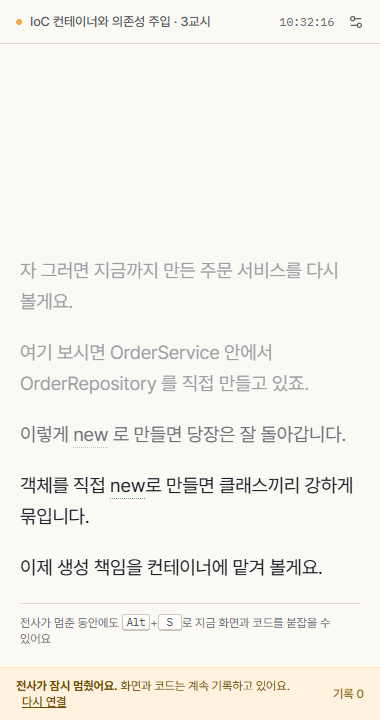 IoC 컨테이너와 의존성 주입 · 3교시 10:32:16
자 그러면 지금까지 만든 주문 서비스를 다시
볼게요.
여기 보시면 OrderService 안에서
OrderRepository 를 직접 만들고 있죠.
이렇게 new 로 만들면 당장은 잘 돌아갑니다.
객체를 직접 new로 만들면 클래스끼리 강하게
묶입니다.
이제 생성 책임을 컨테이너에 맡겨 볼게요.
전사가 멈춘 동안에도 Alt+S로 지금 화면과 코드를 붙잡을 수
있어요
전사가 잠시 멈췄어요. 화면과 코드는 계속 기록하고 있어요.
다시 연결 기록 0